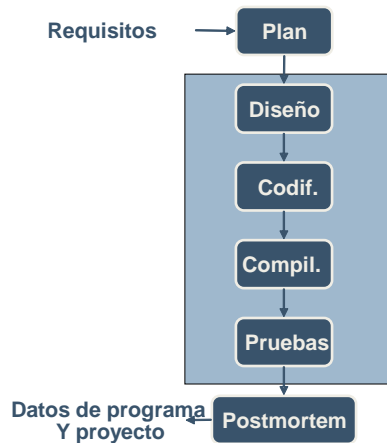 Requisitos
Plan
Diseño
Codif.
Compil.
Pruebas
Datos de programa
Y proyecto
Postmortem